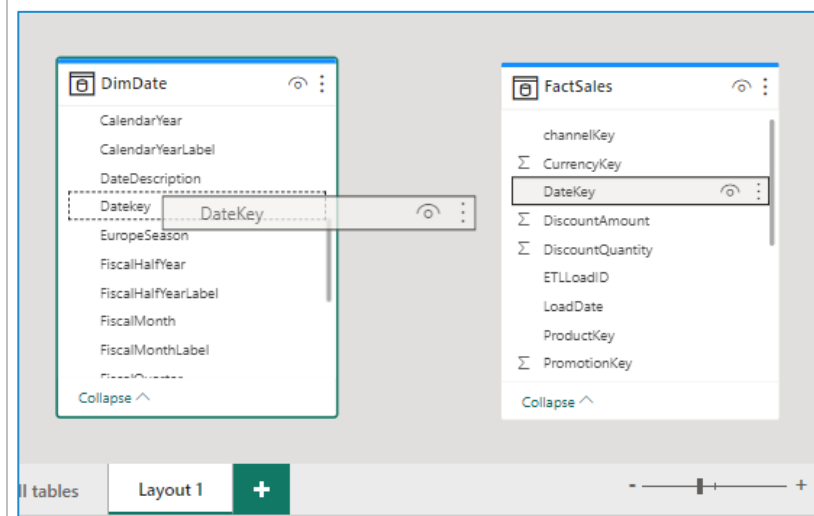 DimDate
CalendarYear
CalendarYearLabel
DateDescription
Datekey
DateKey
EuropeSeason
FiscalHalfYear
FiscalHalfYearLabel
FiscalMonth
FiscalMonthLabel
Collapse
FactSales
channelKey
Σ CurrencyKey
DateKey
Σ DiscountAmount
Σ DiscountQuantity
ETLLoadID
LoadDate
ProductKey
Σ PromotionKey
Collapse
ll tables
Layout 1
+
- +